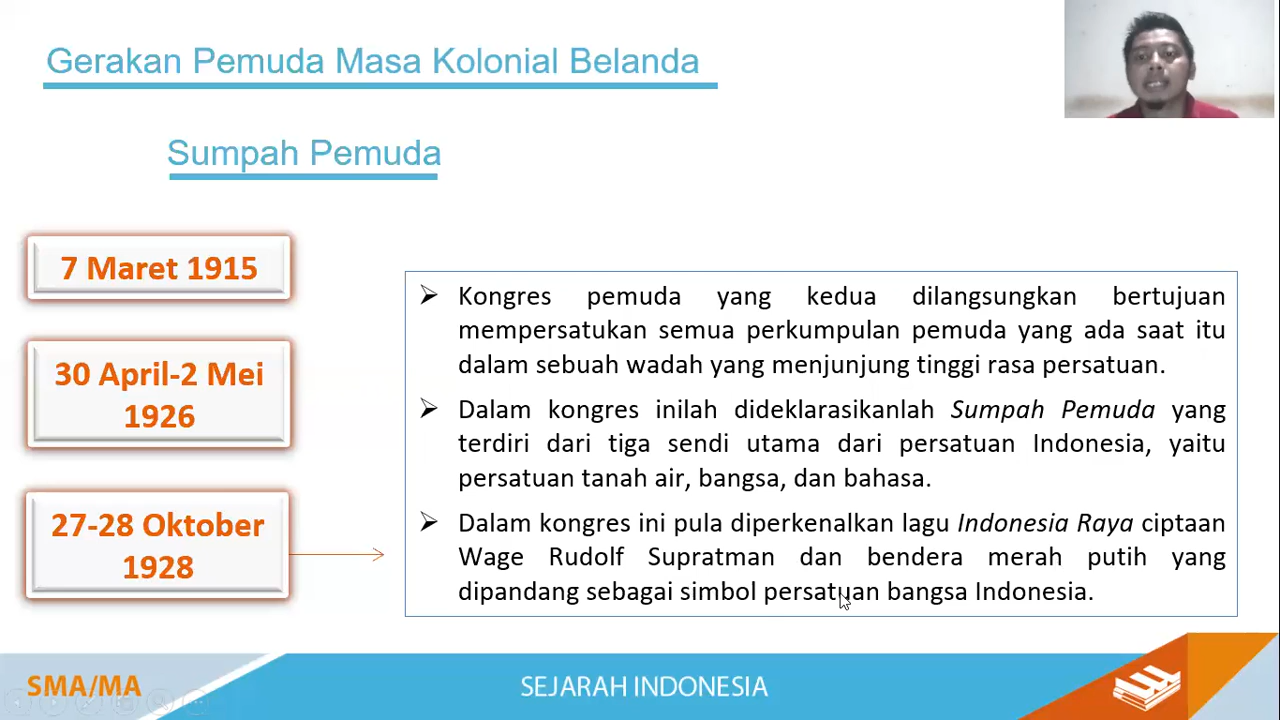 Gerakan Pemuda Masa Kolonial Belanda
Sumpah Pemuda
7 Maret 1915
30 April-2 Mei
1926
27-28 Oktober
1928
Kongres pemuda yang kedua dilangsungkan bertujuan
mempersatukan semua perkumpulan pemuda yang ada saat itu
dalam sebuah wadah yang menjunjung tinggi rasa persatuan.
Dalam kongres inilah dideklarasikanlah Sumpah Pemuda yang
terdiri dari tiga sendi utama dari persatuan Indonesia, yaitu
persatuan tanah air, bangsa, dan bahasa.
Dalam kongres ini pula diperkenalkan lagu Indonesia Raya ciptaan
Wage Rudolf Supratman dan bendera merah putih yang
dipandang sebagai simbol persatuan bangsa Indonesia.
SMA/MA
SEJARAH INDONESIA